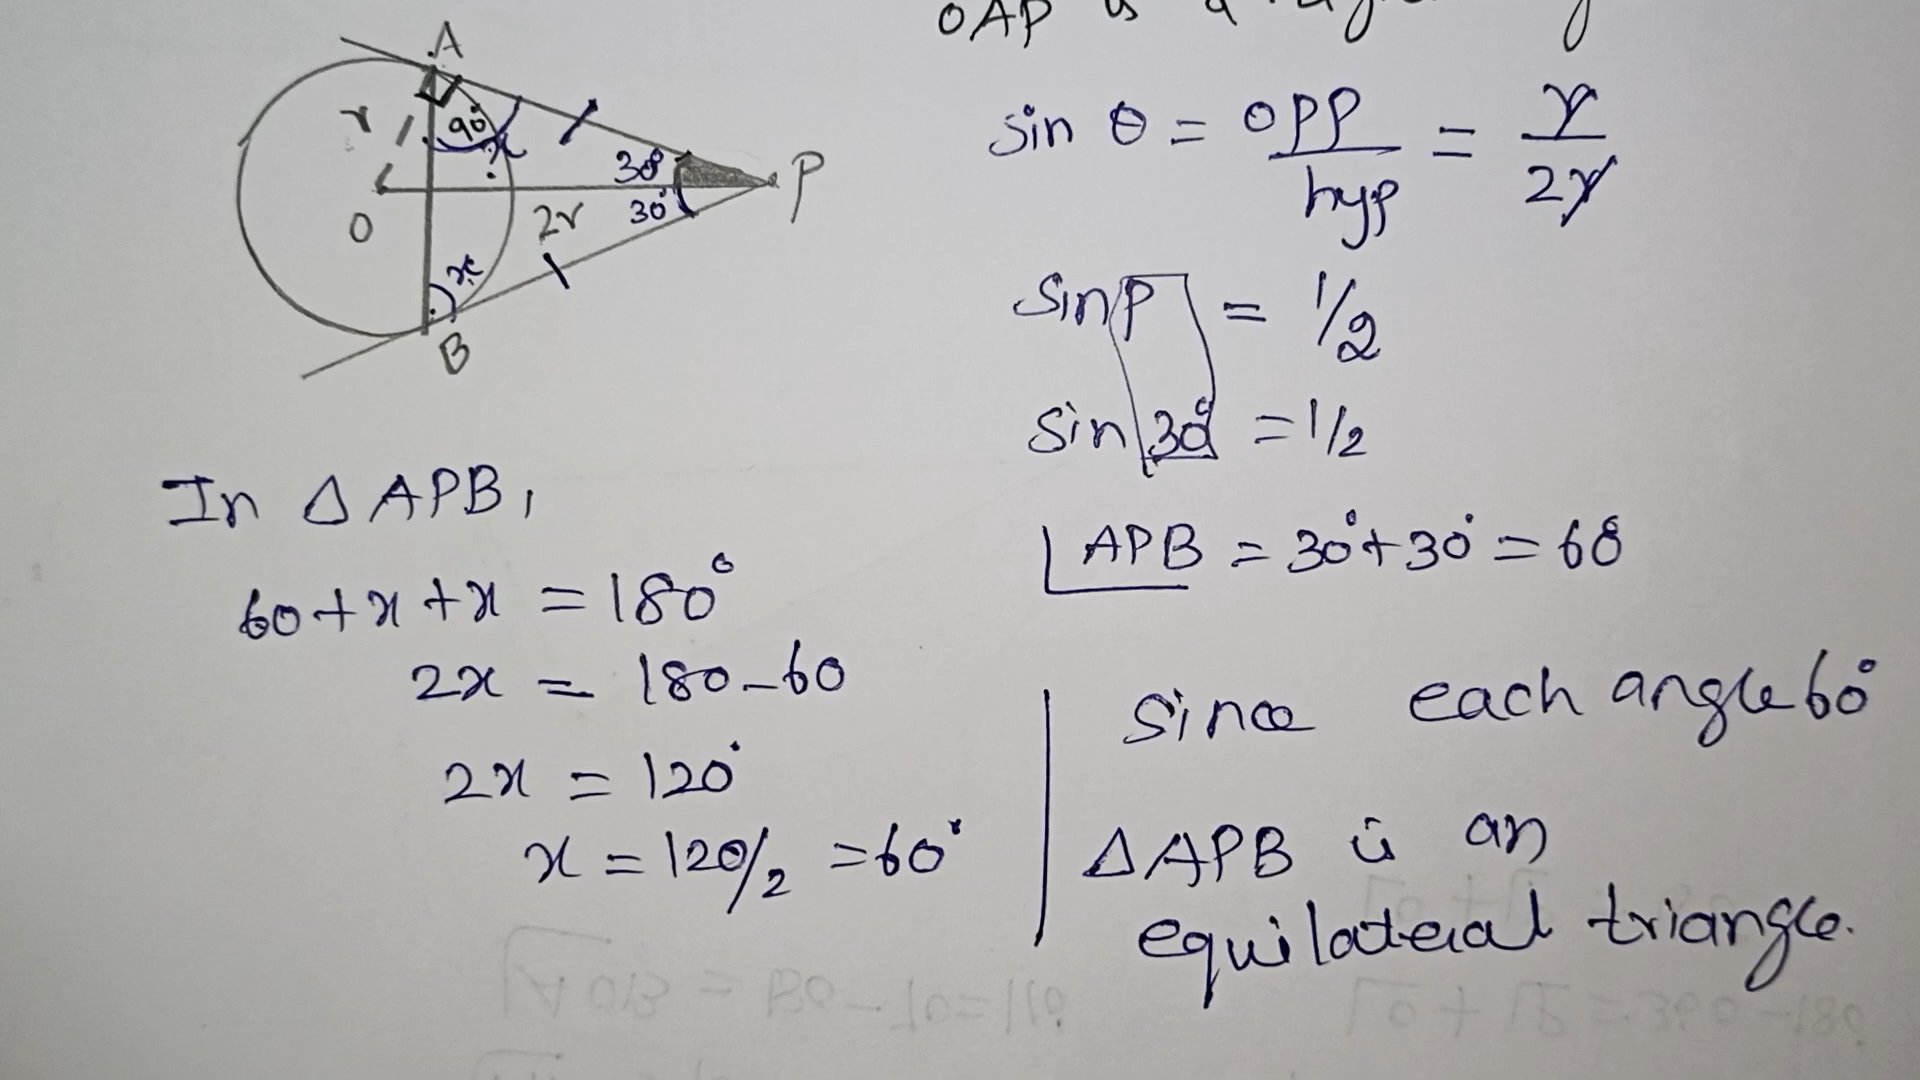 OAP is a
A
r
90°
x
30°
30°
P
O
2r
x
B
sin θ = opp/hyp = r/2r
sin P = 1/2
sin 30° = 1/2
In Δ APB,
∠APB = 30° + 30° = 60°
60 + x + x = 180°
2x = 180 - 60
2x = 120°
x = 120/2 = 60°
Since each angle 60°
Δ APB is an
equilateral triangle.